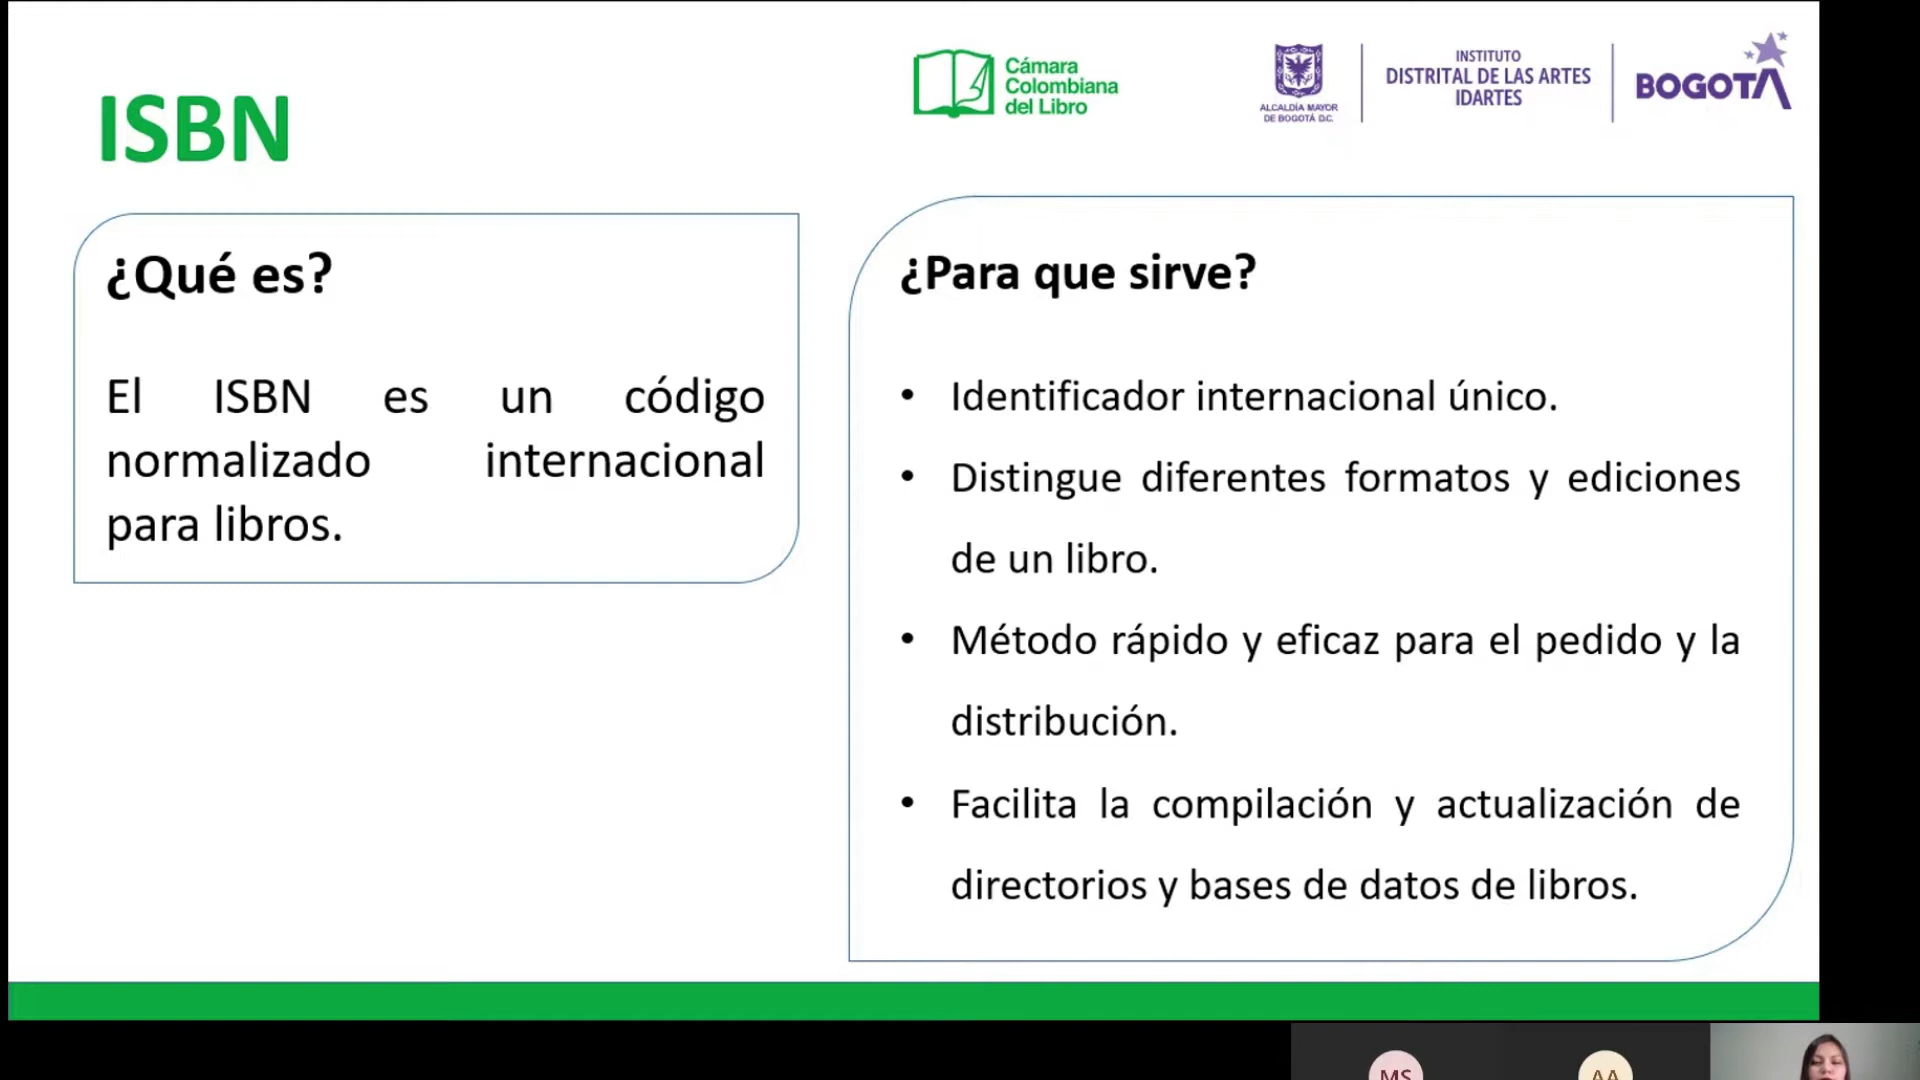 ISBN
Cámara
Colombiana
del Libro
ALCALDÍA MAYOR
DE BOGOTÁ D.C.
INSTITUTO
DISTRITAL DE LAS ARTES
IDARTES
BOGOTÁ
¿Qué es?
El ISBN es un código
normalizado internacional
para libros.
¿Para que sirve?
• Identificador internacional único.
• Distingue diferentes formatos y ediciones
de un libro.
• Método rápido y eficaz para el pedido y la
distribución.
• Facilita la compilación y actualización de
directorios y bases de datos de libros.
MS
AA